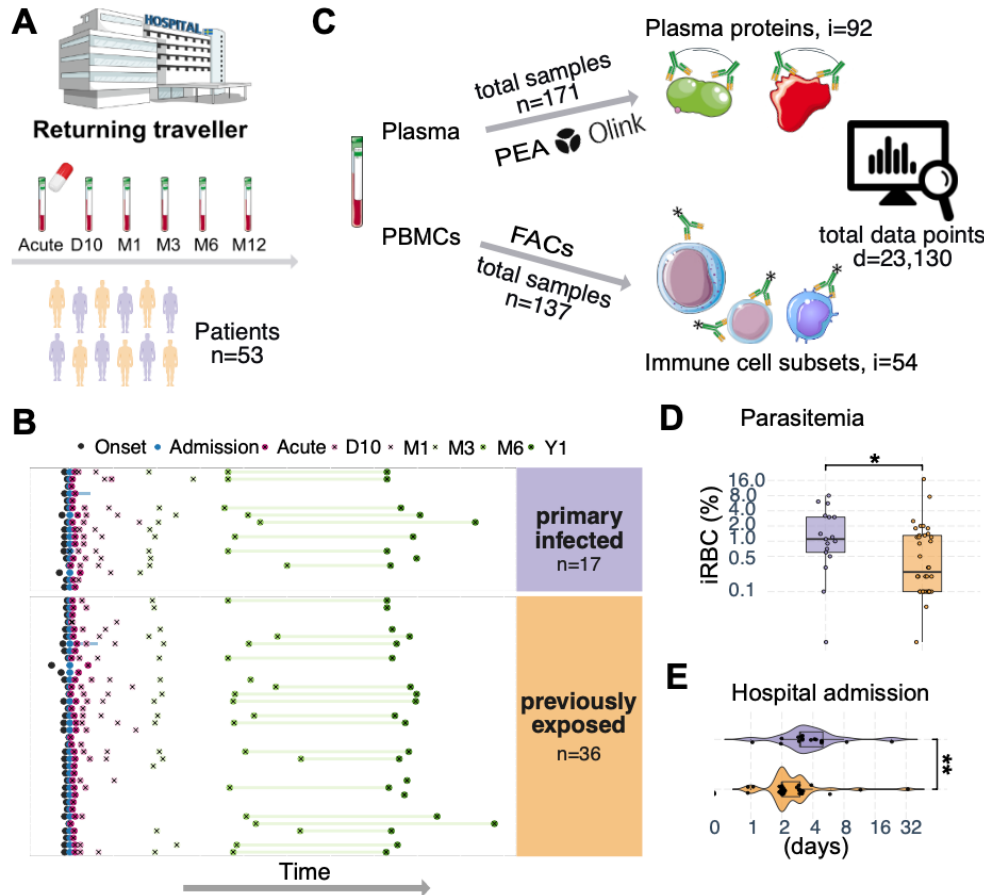 A
HOSPITAL
Returning traveller
Acute D10 M1 M3 M6 M12
Patients
n=53
C
Plasma
total samples
n=171
PEA Olink
Plasma proteins, i=92
PBMCs
FACs
total samples
n=137
* * * *
Immune cell subsets, i=54
total data points
d=23,130
B
Onset Admission Acute D10 M1 M3 M6 Y1
primary
infected
n=17
previously
exposed
n=36
Time
D Parasitemia
*
iRBC (%)
16.0
8.0
4.0
2.0
1.0
0.5
0.1
E Hospital admission
**
0 1 2 4 8 16 32
(days)